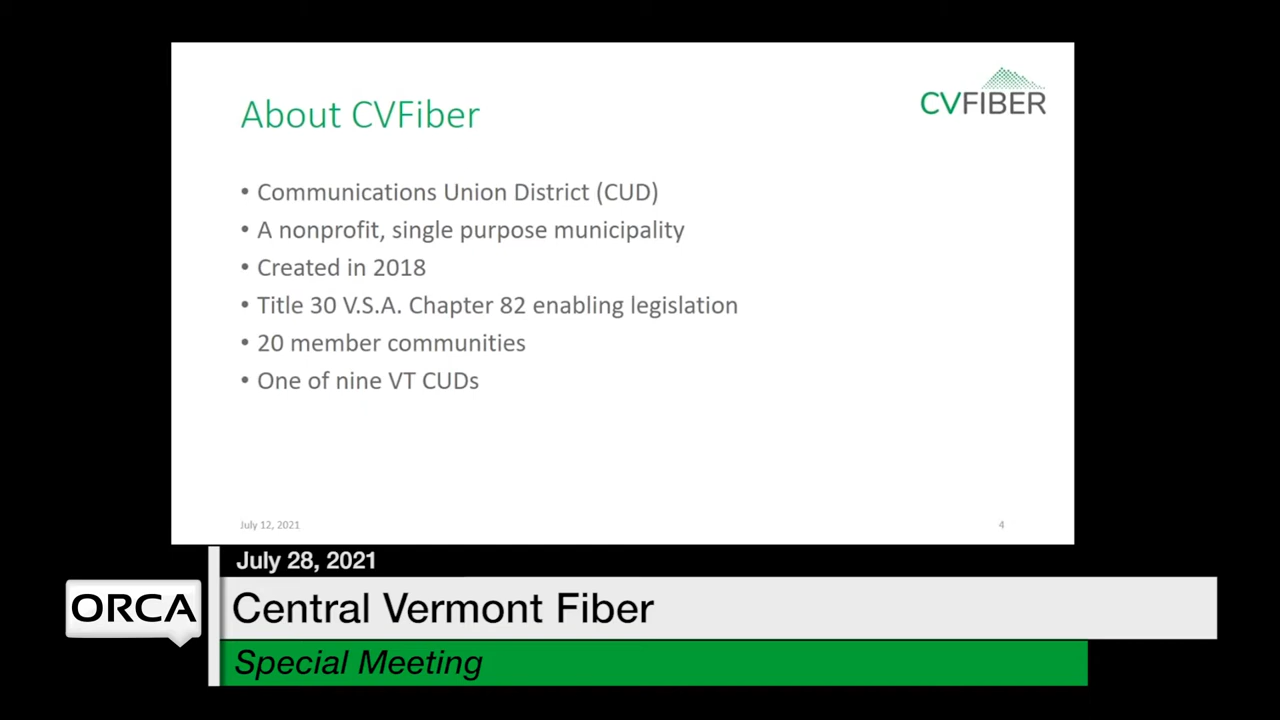 About CVFiber
CVFIBER
• Communications Union District (CUD)
• A nonprofit, single purpose municipality
• Created in 2018
• Title 30 V.S.A. Chapter 82 enabling legislation
• 20 member communities
• One of nine VT CUDs
July 12, 2021
4
July 28, 2021
ORCA
Central Vermont Fiber
Special Meeting